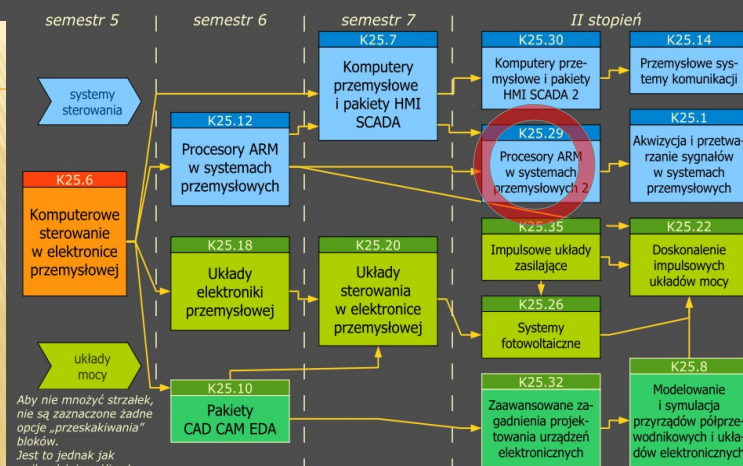 semestr 5
semestr 6
semestr 7
II stopień
systemy
sterowania
K25.6
Komputerowe
sterowanie
w elektronice
przemysłowej
układy
mocy
Aby nie mnożyć strzałek,
nie są zaznaczone żadne
opcje „przeskakiwania”
bloków.
Jest to jednak jak
K25.12
Procesory ARM
w systemach
przemysłowych
K25.18
Układy
elektroniki
przemysłowej
K25.10
Pakiety
CAD CAM EDA
K25.7
Komputery
przemysłowe
i pakiety HMI
SCADA
K25.20
Układy
sterowania
w elektronice
przemysłowej
K25.30
Komputery prze-
mysłowe i pakiety
HMI SCADA 2
K25.29
Procesory ARM
w systemach
przemysłowych 2
K25.35
Impulsowe układy
zasilające
K25.26
Systemy
fotowoltaiczne
K25.32
Zaawansowane za-
gadnienia projek-
towania urządzeń
elektronicznych
K25.14
Przemysłowe sys-
temy komunikacji
K25.1
Akwizycja i przetwa-
rzanie sygnałów
w systemach
przemysłowych
K25.22
Doskonalenie
impulsowych
układów mocy
K25.8
Modelowanie
i symulacja
przyrządów półprze-
wodnikowych i ukła-
dów elektronicznych